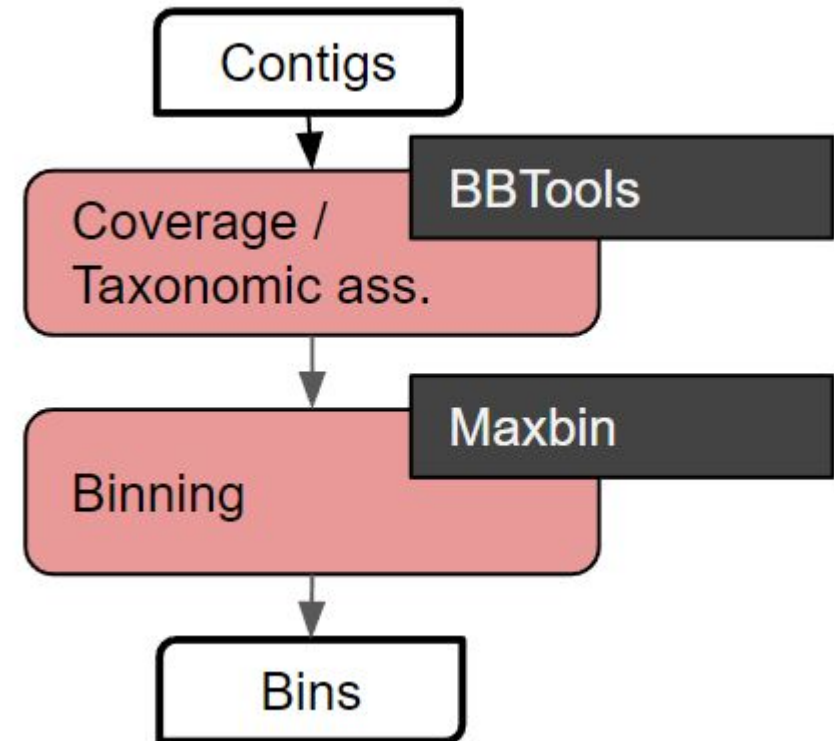 Contigs
BBTools
Coverage /
Taxonomic ass.
Maxbin
Binning
Bins